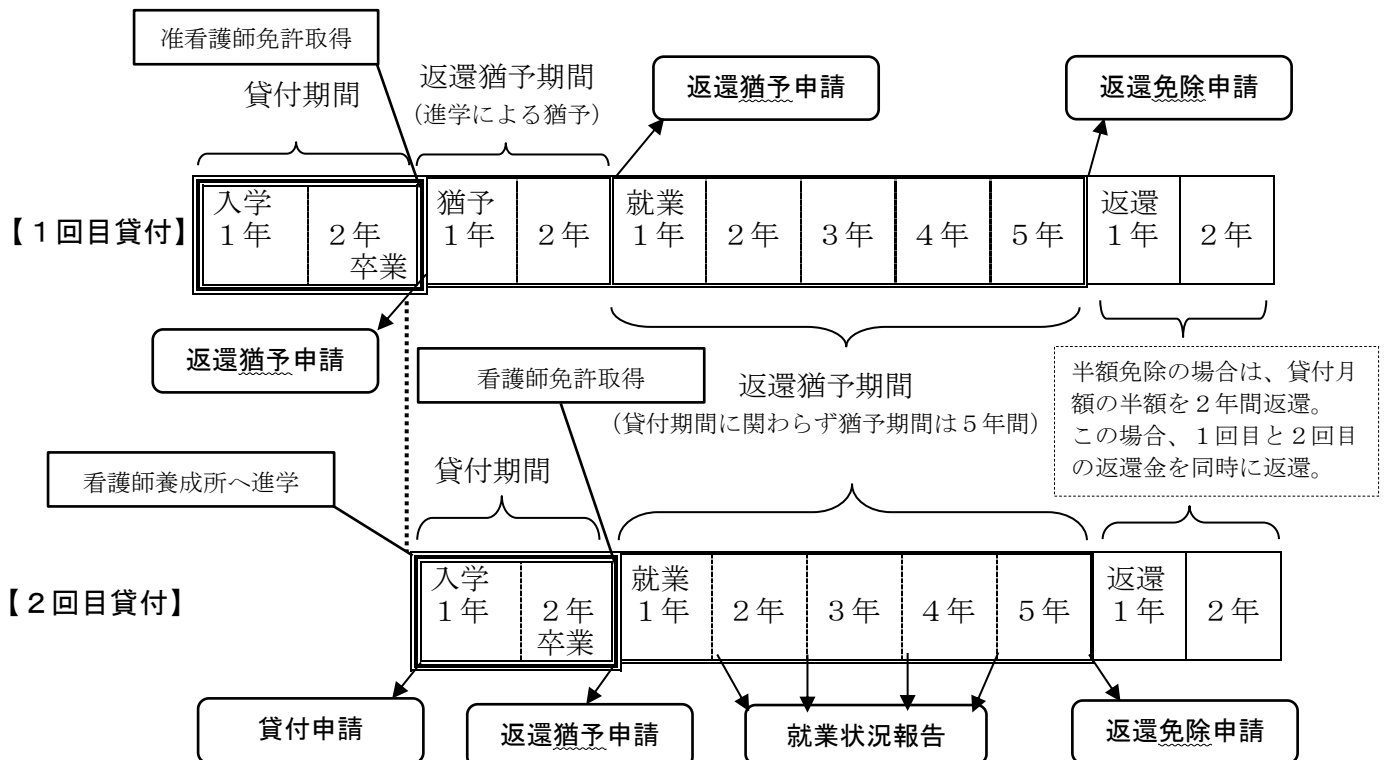 准看護師免許取得
貸付期間
返還猶予期間
（進学による猶予）
返還猶予申請
返還免除申請
【１回目貸付】
入学
１年
２年
卒業
猶予
１年
２年
就業
１年
２年
３年
４年
５年
返還
１年
２年
返還猶予申請
看護師免許取得
返還猶予期間
（貸付期間に関わらず猶予期間は５年間）
半額免除の場合は、貸付月
額の半額を２年間返還。
この場合、１回目と２回目
の返還金を同時に返還。
看護師養成所へ進学
貸付期間
【２回目貸付】
入学
１年
２年
卒業
就業
１年
２年
３年
４年
５年
返還
１年
２年
貸付申請
返還猶予申請
就業状況報告
返還免除申請